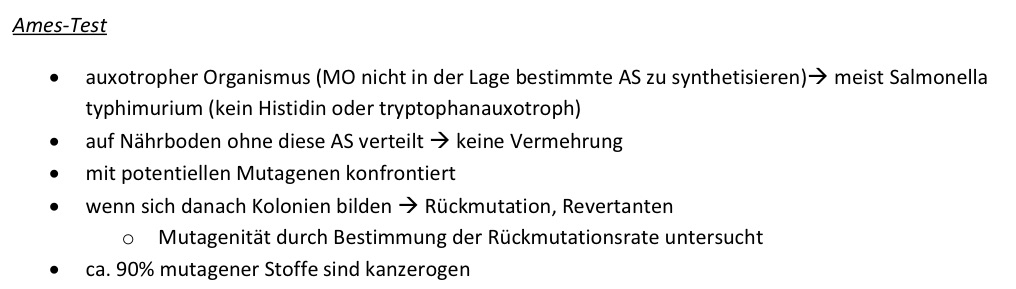 Ames-Test
• auxotropher Organismus (MO nicht in der Lage bestimmte AS zu synthetisieren)→ meist Salmonella
typhimurium (kein Histidin oder tryptophanauxotroph)
• auf Nährboden ohne diese AS verteilt → keine Vermehrung
• mit potentiellen Mutagenen konfrontiert
• wenn sich danach Kolonien bilden → Rückmutation, Revertanten
o Mutagenität durch Bestimmung der Rückmutationsrate untersucht
• ca. 90% mutagener Stoffe sind kanzerogen